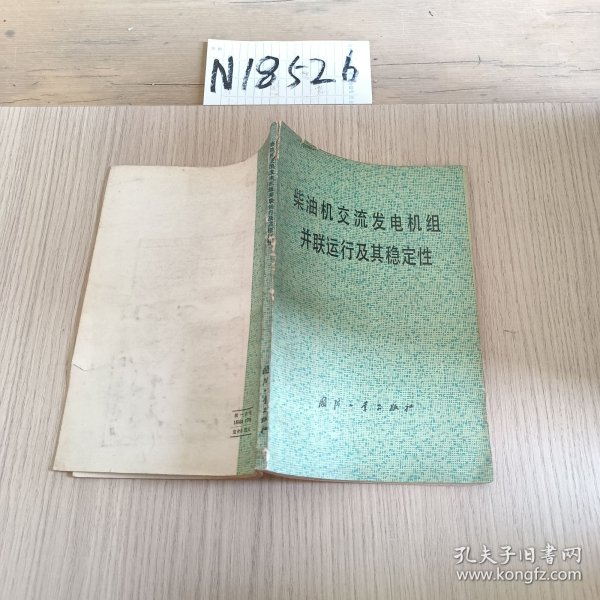 N18526
柴油机交流发电机组
并联运行及其稳定性
国防工业出版社
孔夫子旧书网
www.kongfz.com